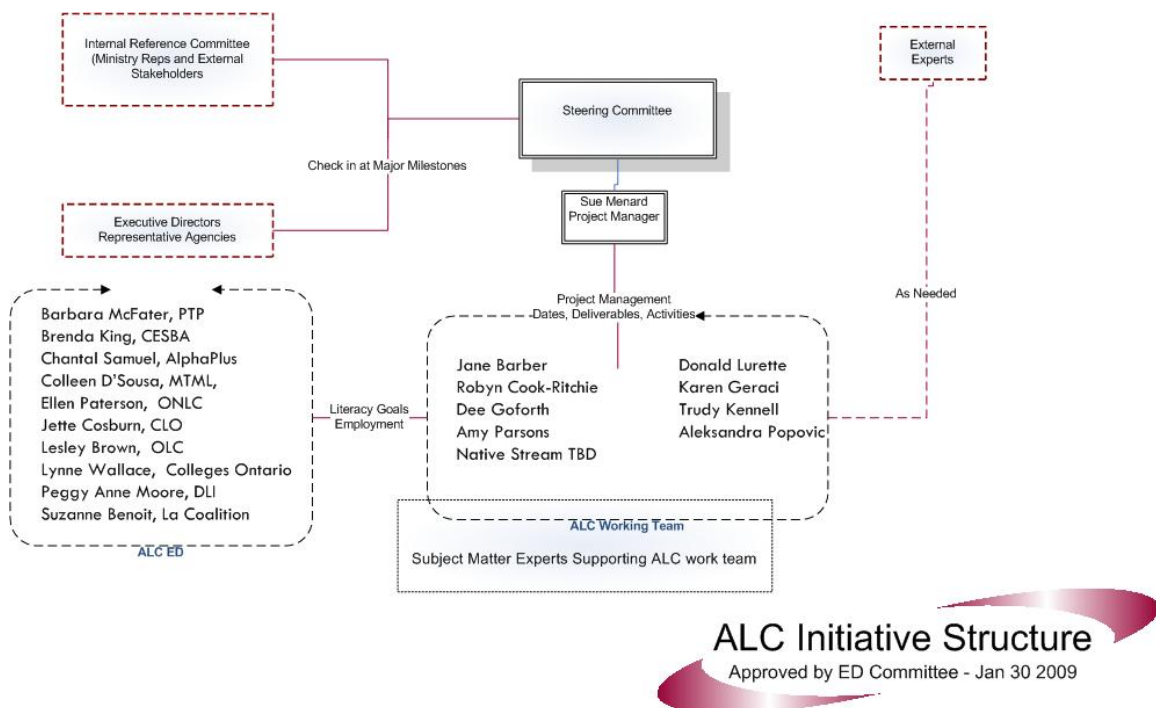 Internal Reference Committee
(Ministry Reps and External
Stakeholders
External
Experts
Steering Committee
Check in at Major Milestones
Sue Menard
Project Manager
Executive Directors
Representative Agencies
As Needed
Project Management
Dates, Deliverables, Activities
Barbara McFater, PTP
Brenda King, CESBA
Chantal Samuel, AlphaPlus
Colleen D'Sousa, MTML,
Ellen Paterson, ONLC
Jette Cosburn, CLO
Lesley Brown, OLC
Lynne Wallace, Colleges Ontario
Peggy Anne Moore, DLI
Suzanne Benoit, La Coalition
ALC ED
Literacy Goals
Employment
Jane Barber
Robyn Cook-Ritchie
Dee Goforth
Amy Parsons
Native Stream TBD
Donald Lurette
Karen Geraci
Trudy Kennell
Aleksandra Popovic
ALC Working Team
Subject Matter Experts Supporting ALC work team
ALC Initiative Structure
Approved by ED Committee - Jan 30 2009